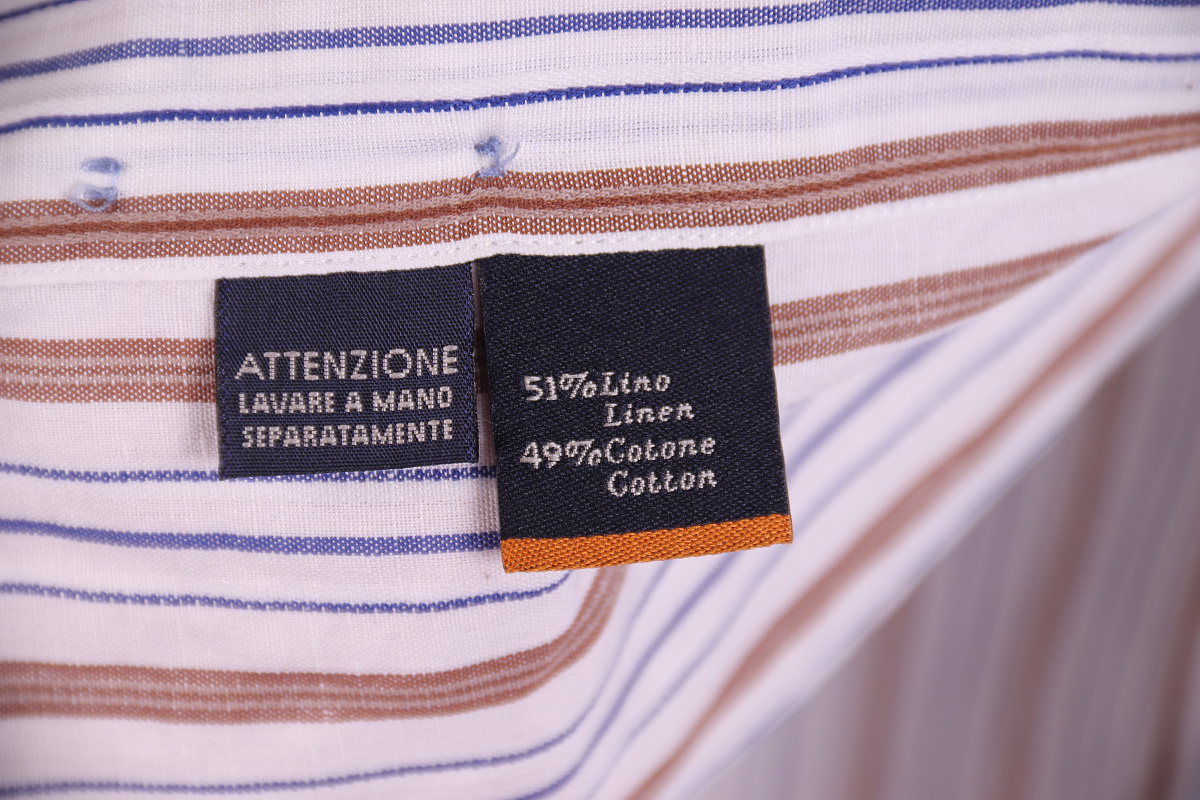 ATTENZIONE
LAVARE A MANO
SEPARATAMENTE
51% Lino
Linen
49% Cotone
Cotton